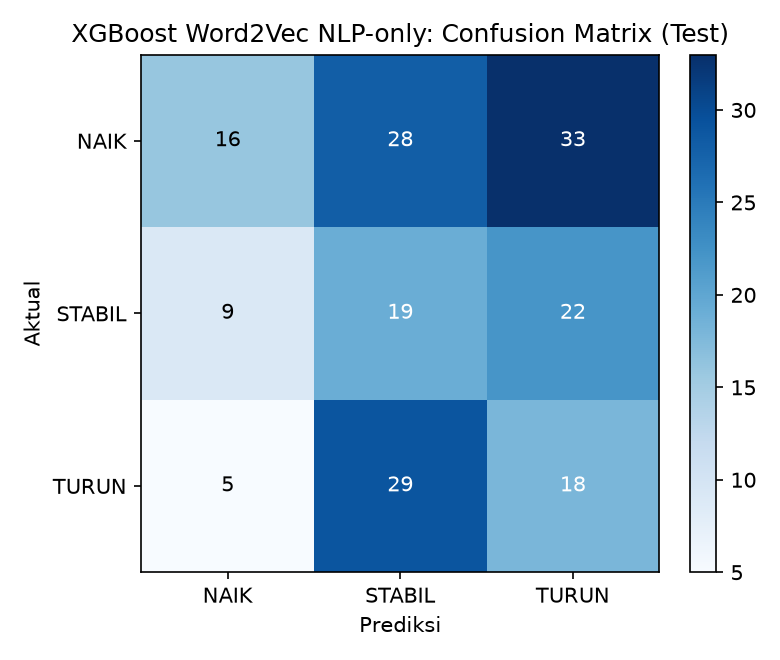 XGBoost Word2Vec NLP-only: Confusion Matrix (Test)
NAIK 16 28 33
STABIL 9 19 22
TURUN 5 29 18
NAIK STABIL TURUN
Prediksi
Aktual
30
25
20
15
10
5